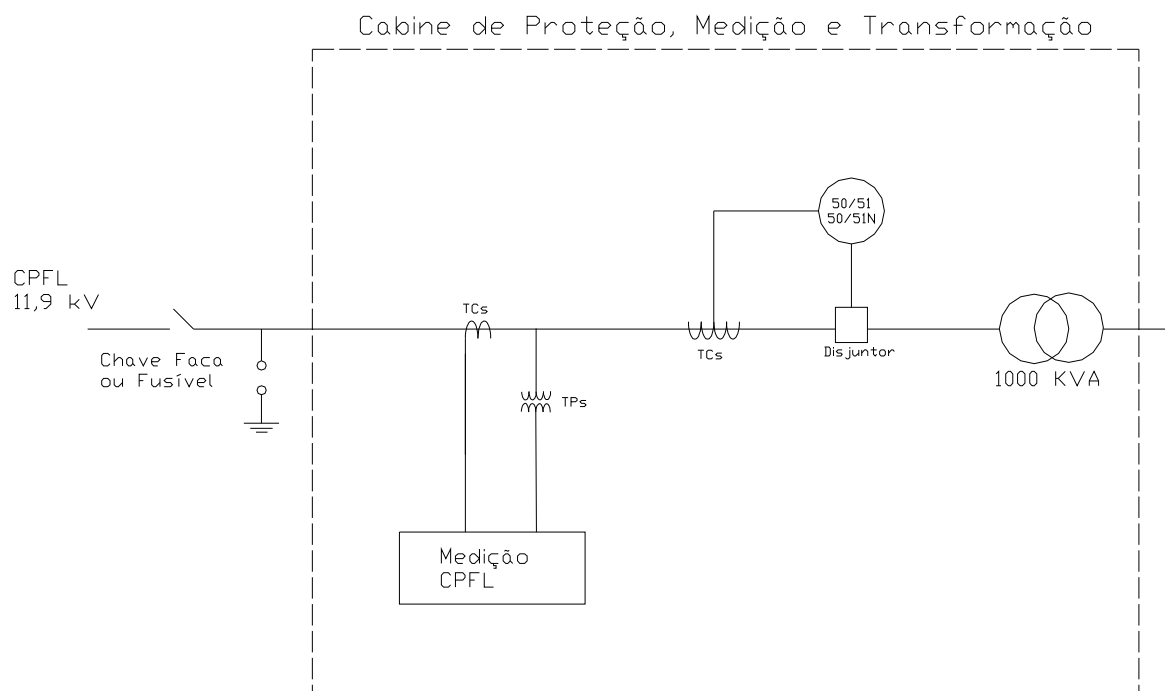 Cabine de Proteção, Medição e Transformação
50/51
50/51N
CPFL
11,9 kV
TCs
TCs
Disjuntor
Chave Faca
ou Fusível
1000 KVA
TPs
Medição
CPFL